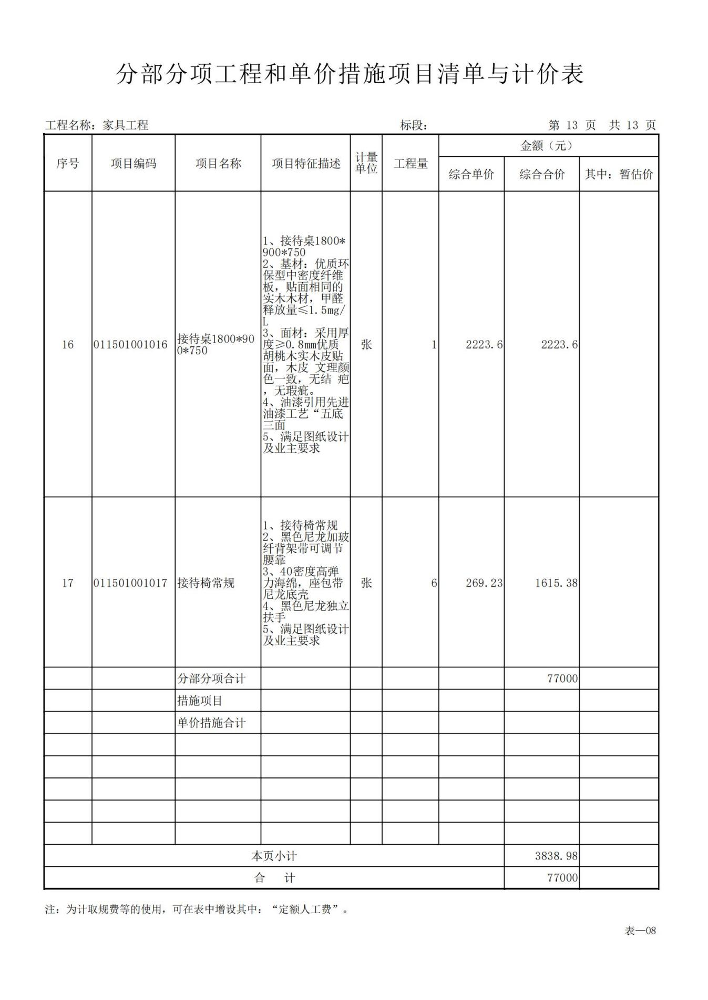 分部分项工程和单价措施项目清单与计价表
工程名称：家具工程 标段： 第 13 页 共 13 页
序号 项目编码 项目名称 项目特征描述 计量单位 工程量 金额（元）
综合单价 综合合价 其中：暂估价
16 011501001016 接待桌1800*90
0*750
1、接待桌1800*
900*750
2、基材：优质环
保型中密度纤维
板，贴面相同的
实木木材，甲醛
释放量≤1.5mg/
L
3、面材：采用厚
度≥0.8mm优质
胡桃木实木皮贴
面，木皮 文理颜
色一致，无结 疤
，无瑕疵。
4、油漆引用先进
油漆工艺“五底
三面
5、满足图纸设计
及业主要求
张 1 2223.6 2223.6
17 011501001017 接待椅常规
1、接待椅常规
2、黑色尼龙加玻
纤背架带可调节
腰靠
3、40密度高弹
力海绵，座包带
尼龙底壳
4、黑色尼龙独立
扶手
5、满足图纸设计
及业主要求
张 6 269.23 1615.38
分部分项合计 77000
措施项目
单价措施合计
本页小计 3838.98
合 计 77000
注：为计取规费等的使用，可在表中增设其中：“定额人工费”。
表—08